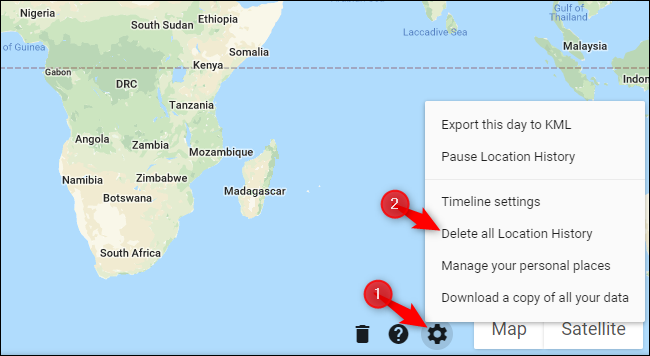 South Sudan
Ethiopia
Laccadive Sea
Gulf of
Thailand
of Guinea
Somalia
Malaysia
Gabon
Kenya
DRC
Indon
Tanzania
Angola
Zambia
Mozambique
Namibia
Zimbabwe
Botswana
Madagascar
South Africa
Export this day to KML
Pause Location History
Timeline settings
2
Delete all Location History
Manage your personal places
1
Download a copy of all your data
?
Map
Satellite